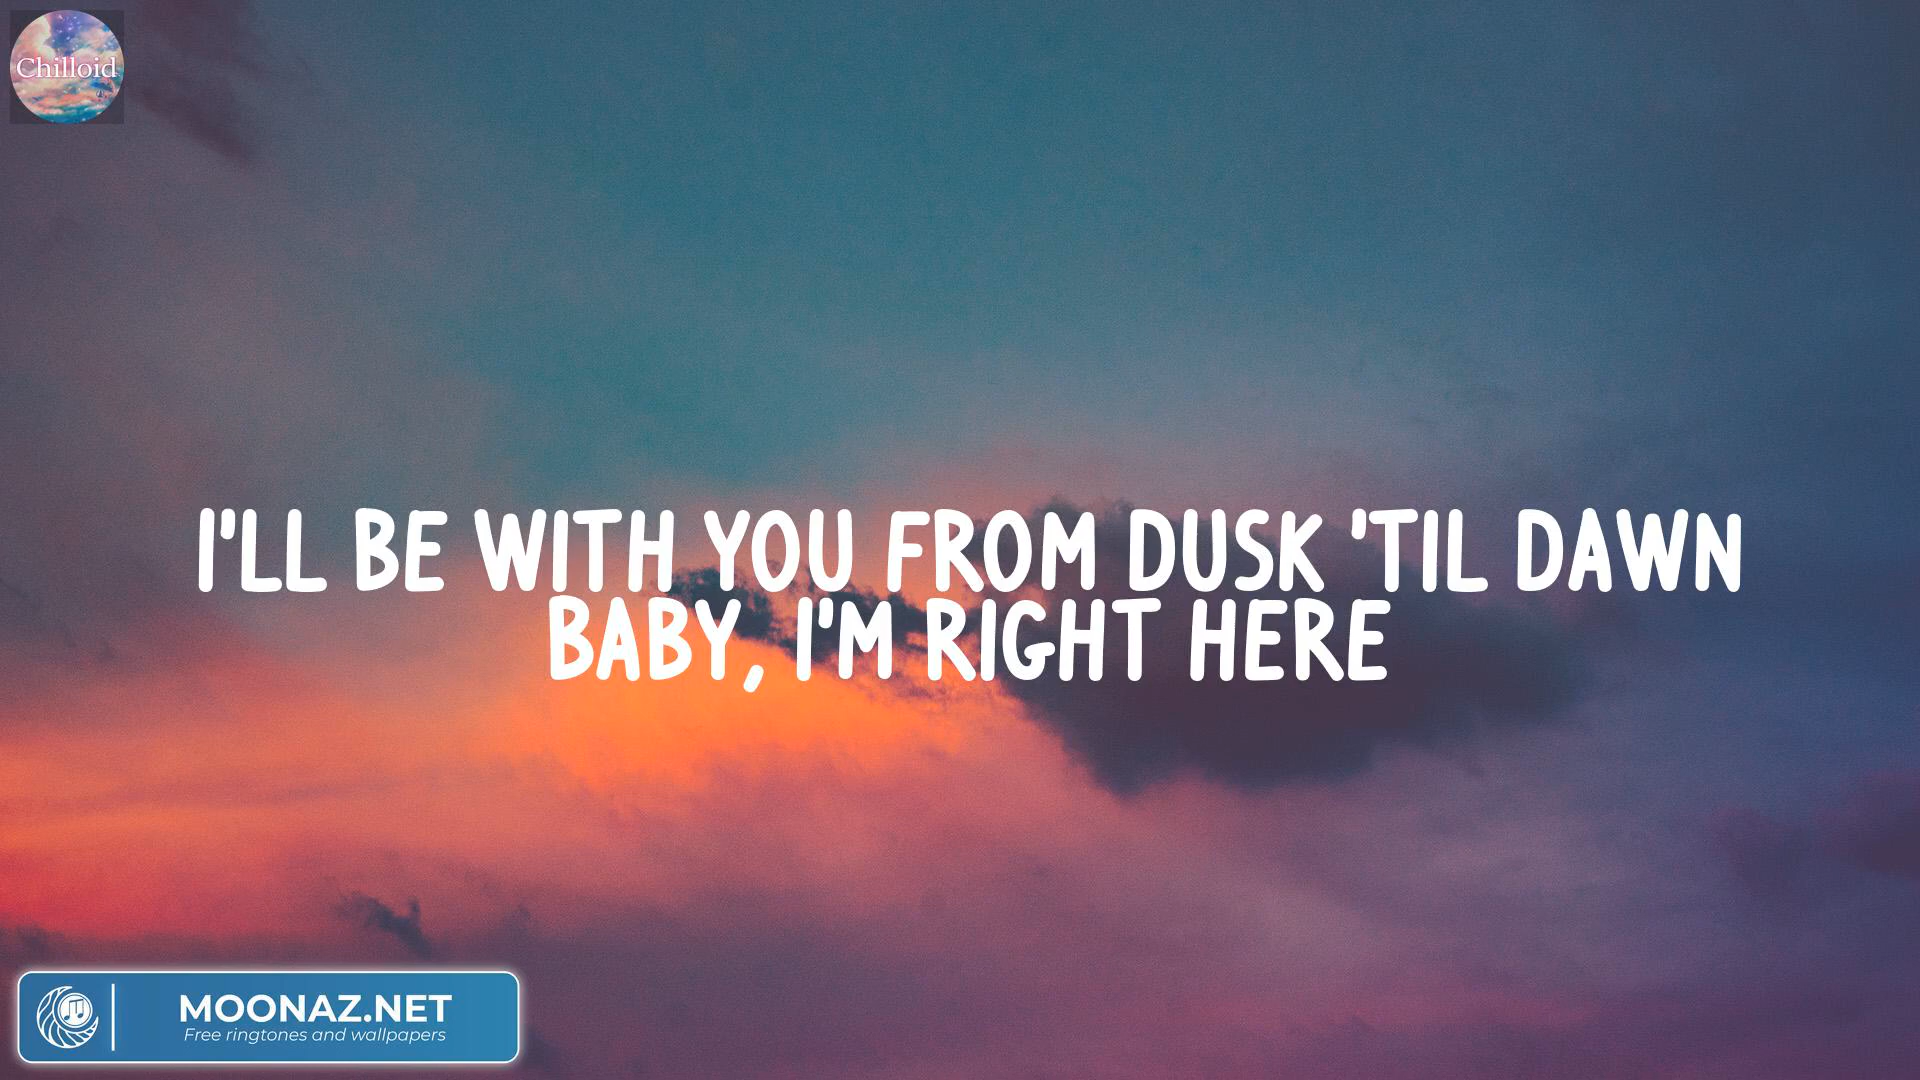 Chilloid
I'LL BE WITH YOU FROM DUSK 'TIL DAWN
BABY, I'M RIGHT HERE
MOONAZ.NET
Free ringtones and wallpapers